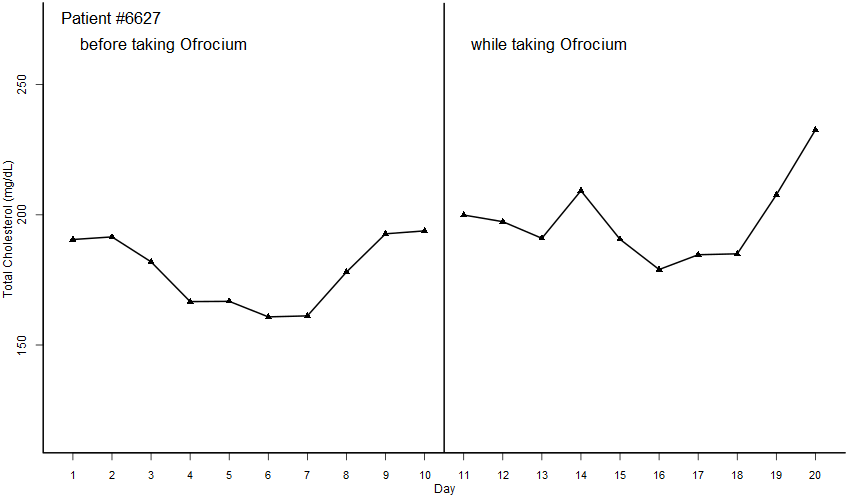 Patient #6627
before taking Ofrocium
while taking Ofrocium
Total Cholesterol (mg/dL)
250
200
150
1 2 3 4 5 6 7 8 9 10 11 12 13 14 15 16 17 18 19 20
Day